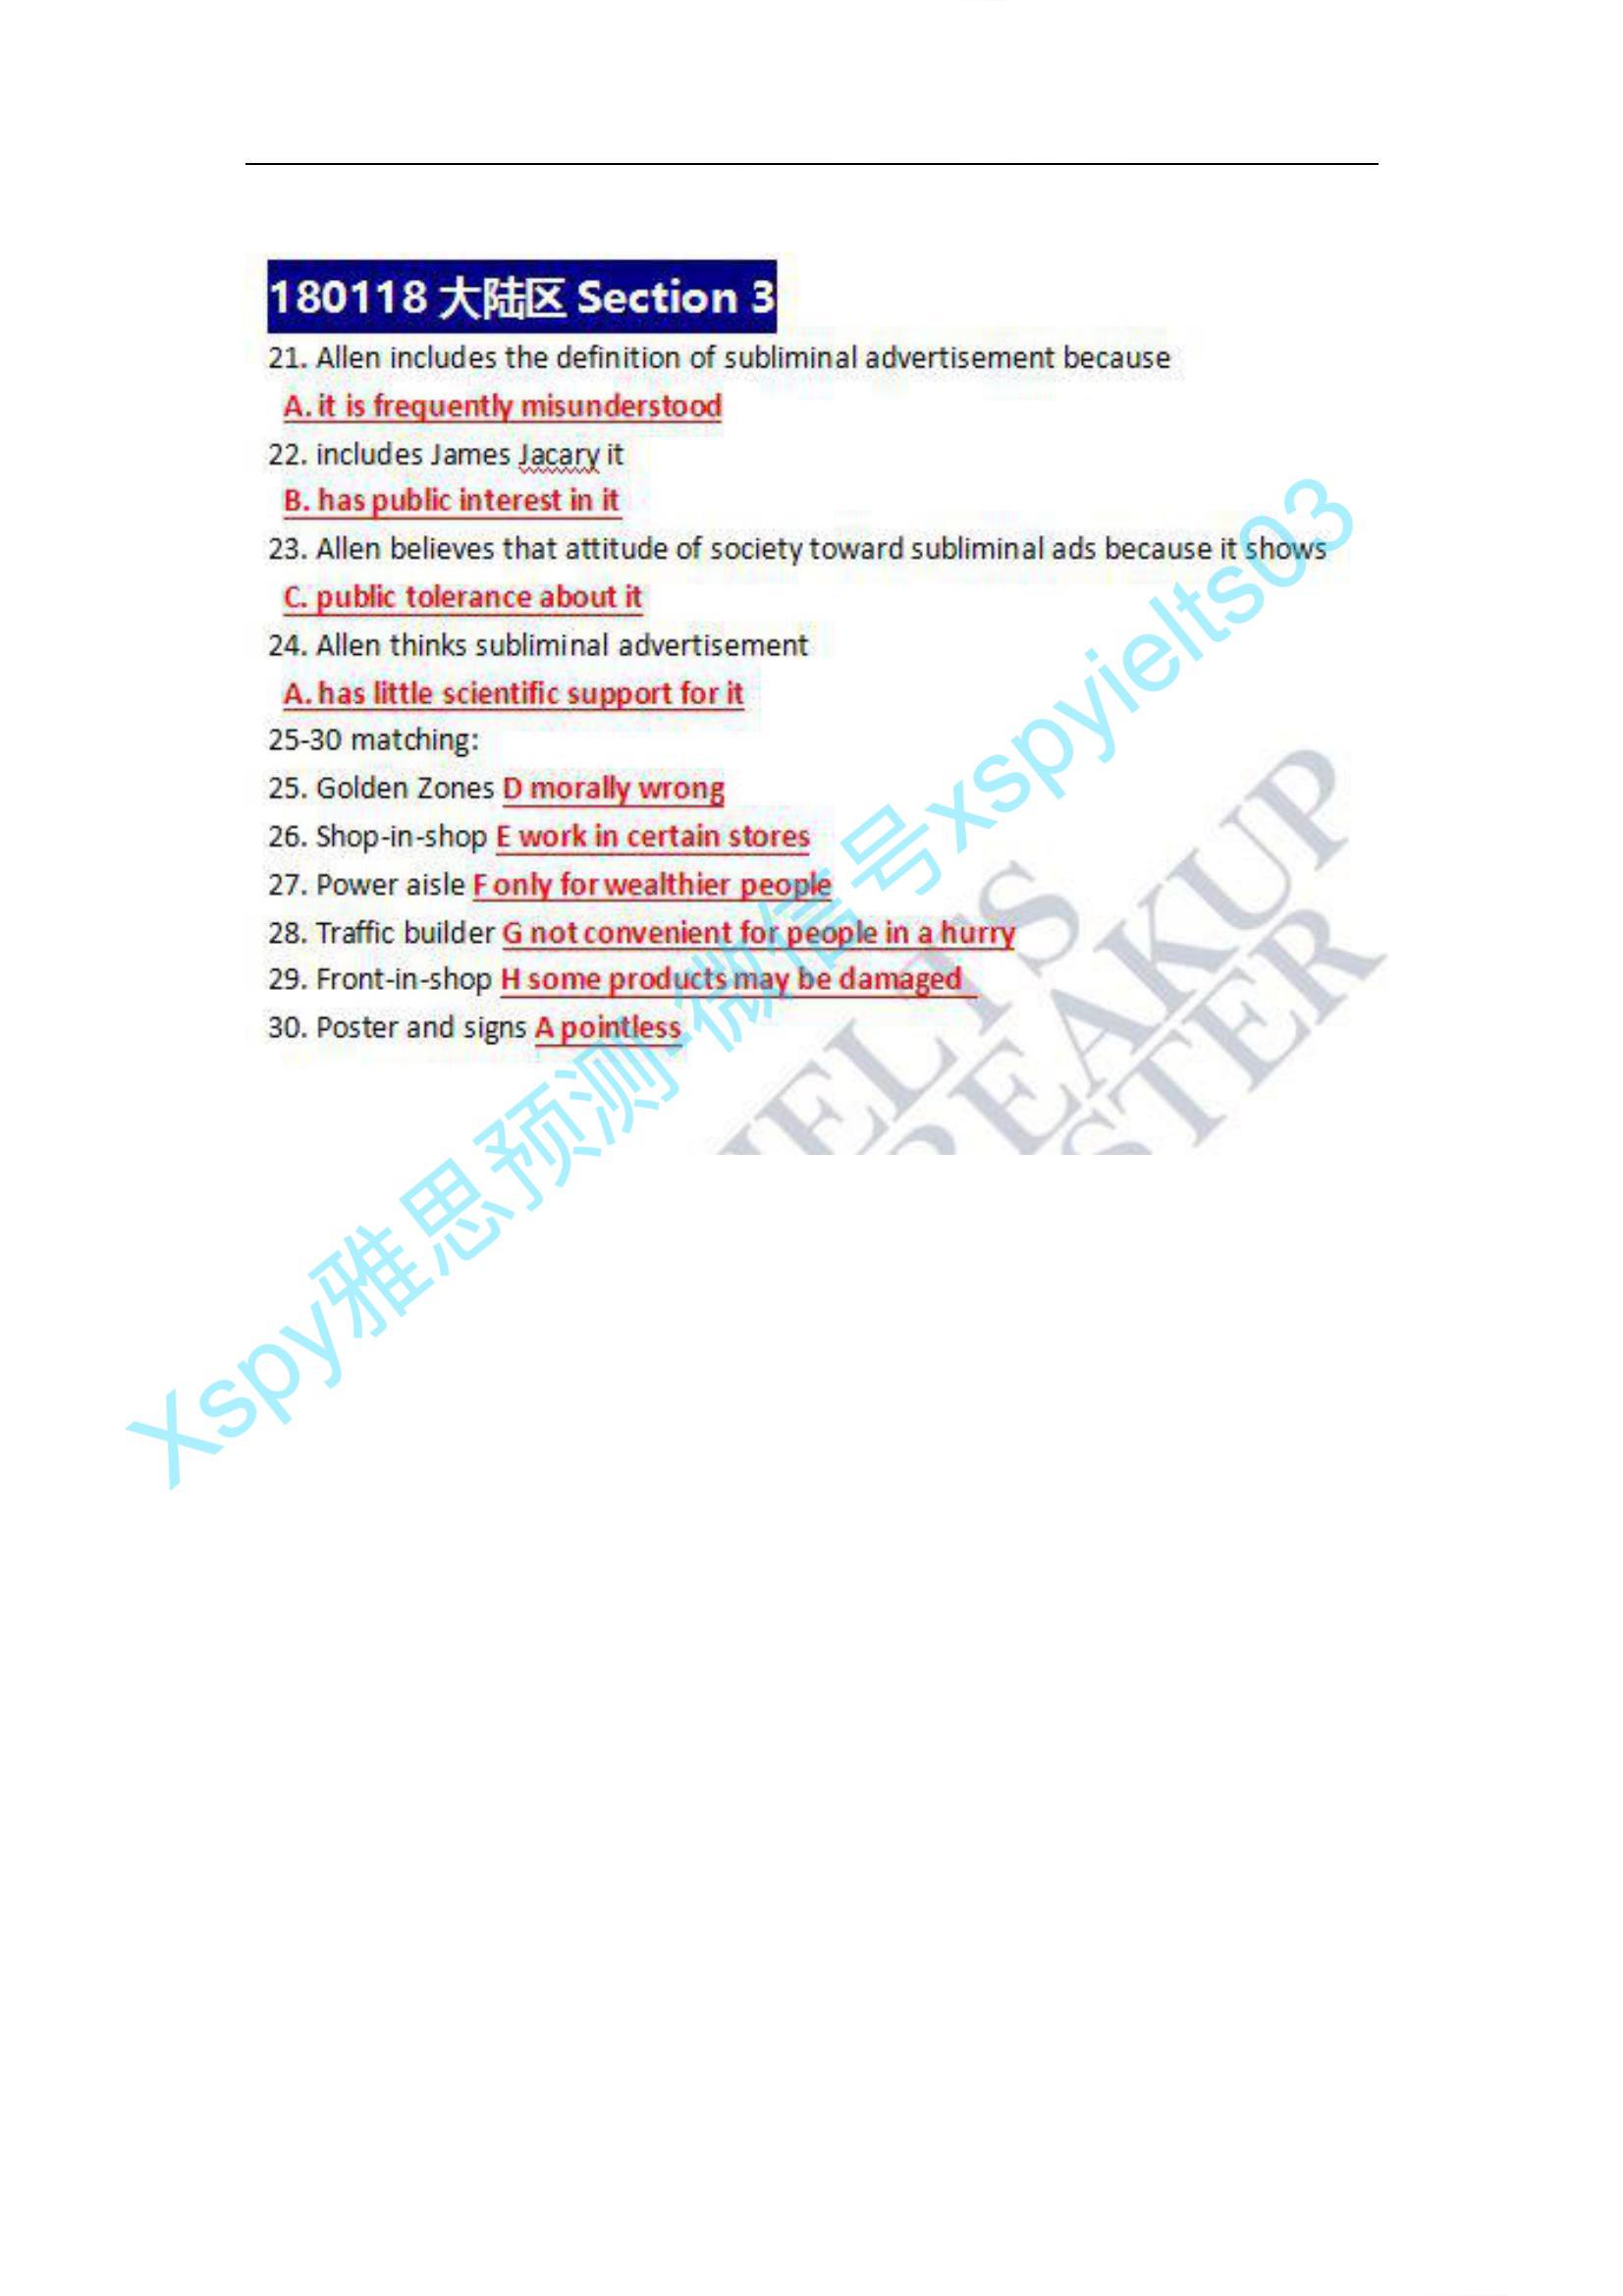 180118 大陆区 Section 3
21. Allen includes the definition of subliminal advertisement because
A. it is frequently misunderstood
22. includes James Jacary it
B. has public interest in it
23. Allen believes that attitude of society toward subliminal ads because it shows
C. public tolerance about it
24. Allen thinks subliminal advertisement
A. has little scientific support for it
25-30 matching:
25. Golden Zones D morally wrong
26. Shop-in-shop E work in certain stores
27. Power aisle F only for wealthier people
28. Traffic builder G not convenient for people in a hurry
29. Front-in-shop H some products may be damaged
30. Poster and signs A pointless
Xspy雅思预测-微信号xspyielts03